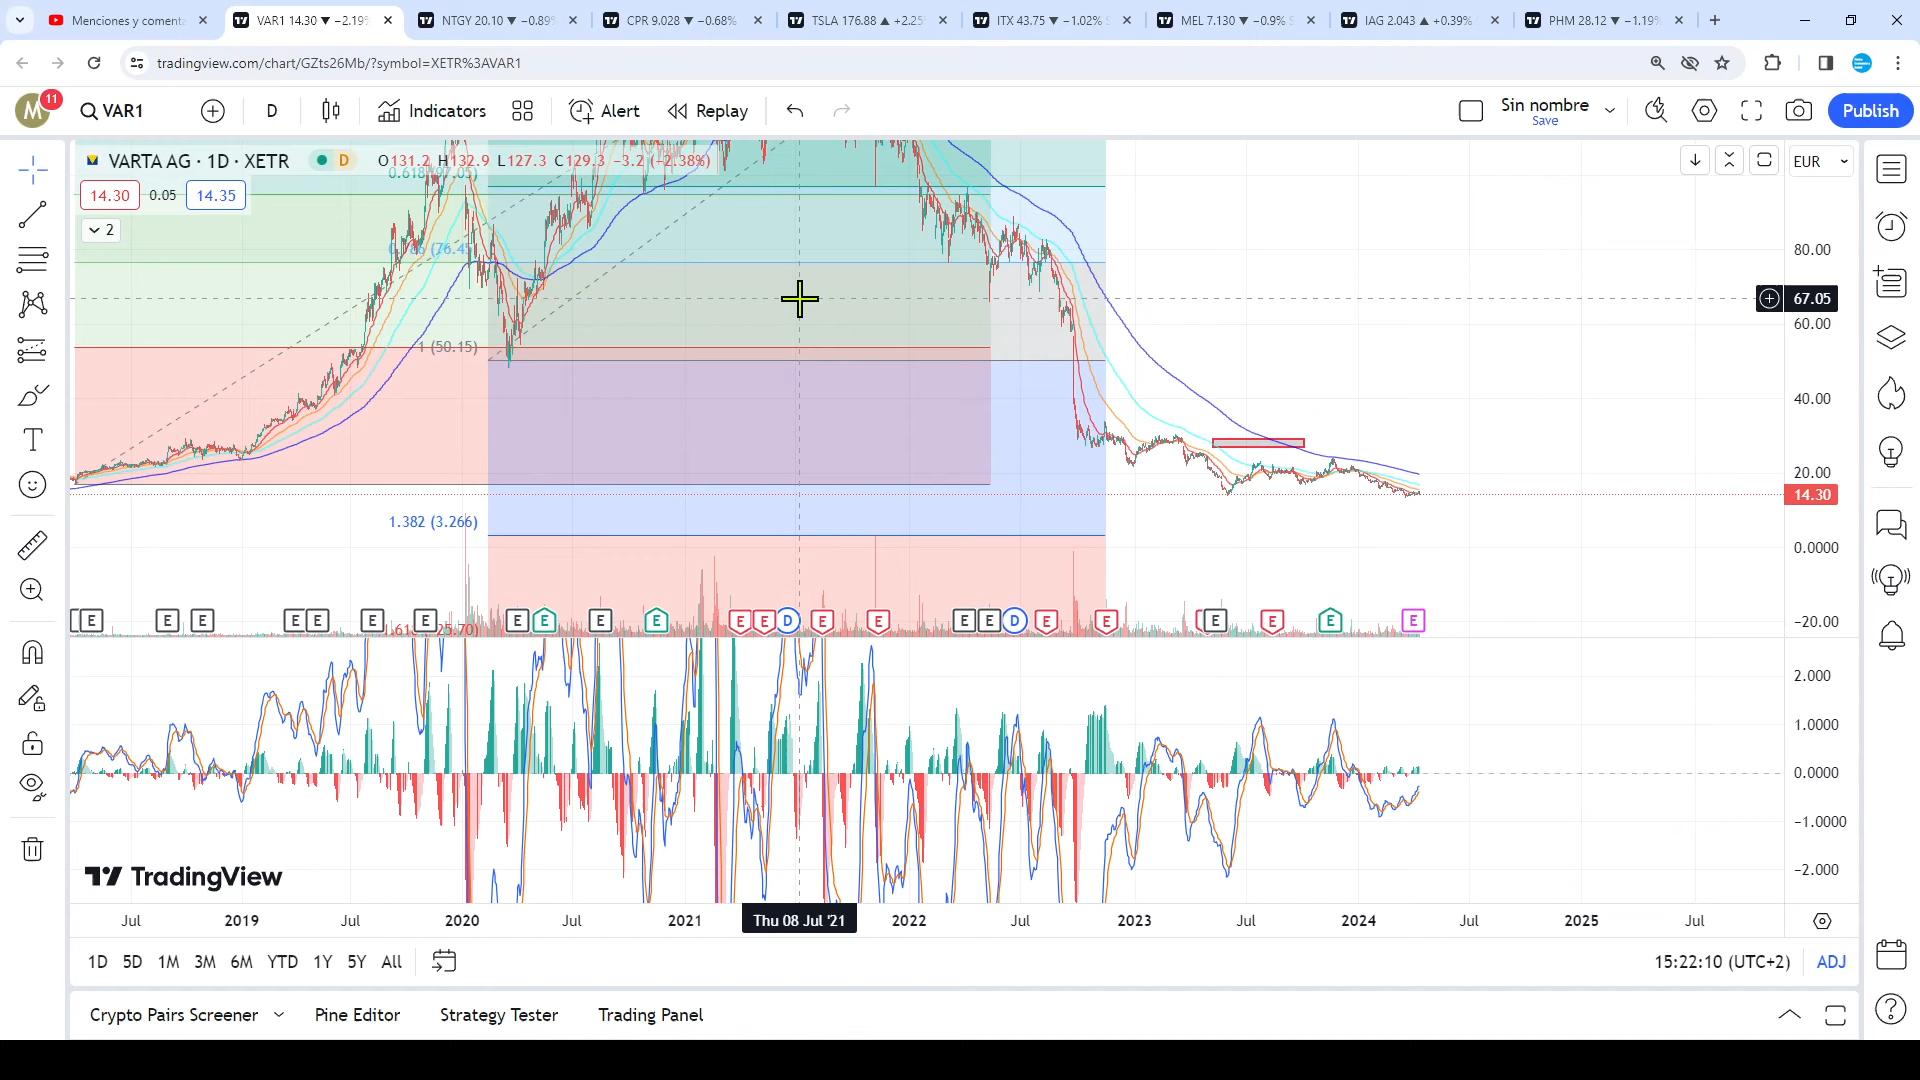 Menciones y comenta
VAR1 14.30 ▼ −2.19%
NTGY 20.10 ▼ −0.89%
CPR 9.028 ▼ −0.68%
TSLA 176.88 ▲ +2.25
ITX 43.75 ▼ −1.02%
MEL 7.130 ▼ −0.9%
IAG 2.043 ▲ +0.39%
PHM 28.12 ▼ −1.19%
tradingview.com/chart/GZts26Mb/?symbol=XETR%3AVAR1
M
11
VAR1
D
Indicators
Alert
Replay
Sin nombre
Save
Publish
VARTA AG · 1D · XETR
D
O131.2 H132.9 L127.3 C129.3 −3.2 (−2.38%)
EUR
0.618(97.05)
14.30
0.05
14.35
2
80.00
67.05
60.00
1 (50.15)
40.00
20.00
14.30
1.382 (3.266)
0.0000
−20.00
E E E E E E E E E E E E E D E E E E D E E E E E E
2.000
1.0000
0.0000
−1.0000
−2.000
TradingView
Jul
2019
Jul
2020
Jul
2021
Thu 08 Jul '21
2022
Jul
2023
Jul
2024
Jul
2025
Jul
1D 5D 1M 3M 6M YTD 1Y 5Y All
15:22:10 (UTC+2)
ADJ
Crypto Pairs Screener
Pine Editor
Strategy Tester
Trading Panel